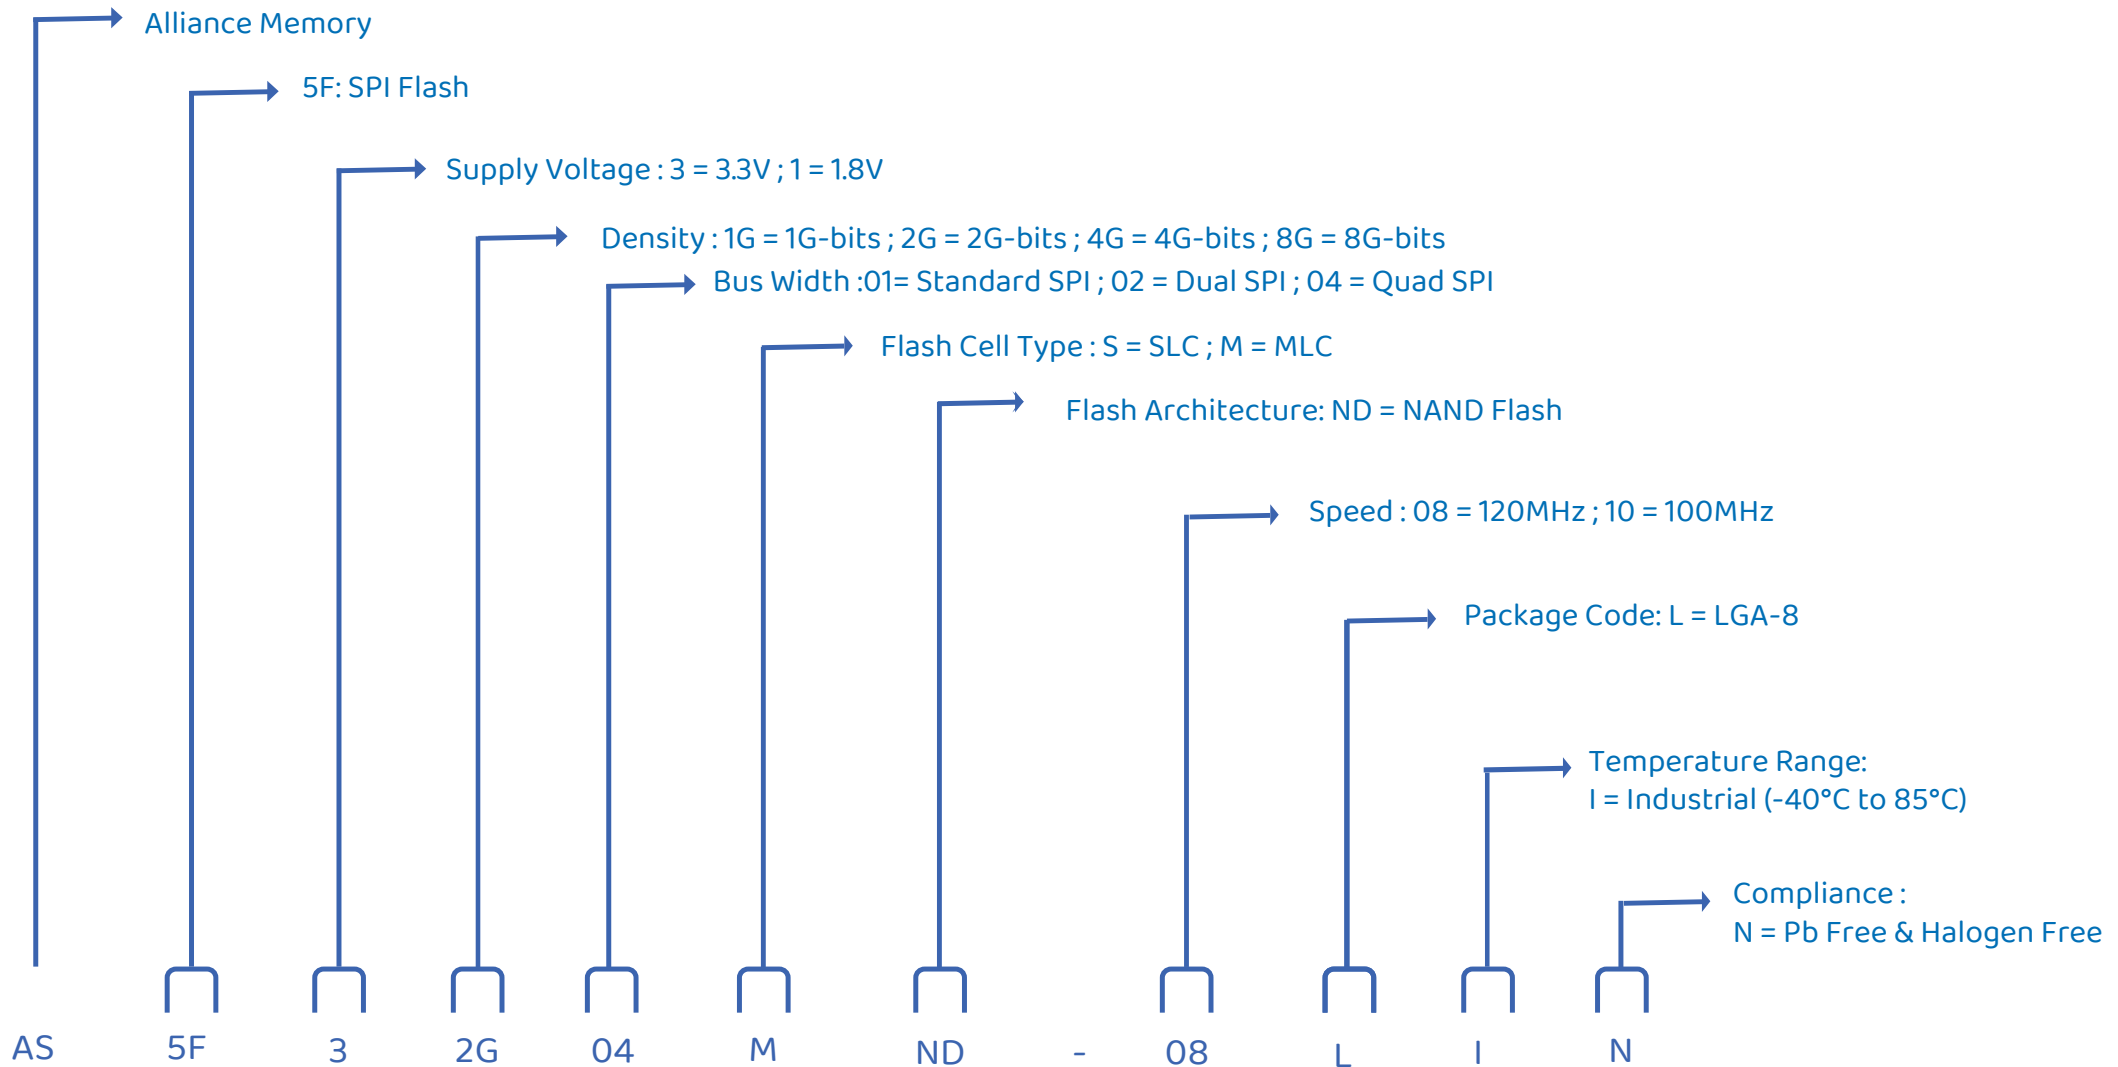 Alliance Memory
5F: SPI Flash
Supply Voltage : 3 = 3.3V ; 1 = 1.8V
Density : 1G = 1G-bits ; 2G = 2G-bits ; 4G = 4G-bits ; 8G = 8G-bits
Bus Width :01= Standard SPI ; 02 = Dual SPI ; 04 = Quad SPI
Flash Cell Type : S = SLC ; M = MLC
Flash Architecture: ND = NAND Flash
Speed : 08 = 120MHz ; 10 = 100MHz
Package Code: L = LGA-8
Temperature Range:
I = Industrial (-40°C to 85°C)
Compliance :
N = Pb Free & Halogen Free
AS 5F 3 2G 04 M ND - 08 L I N